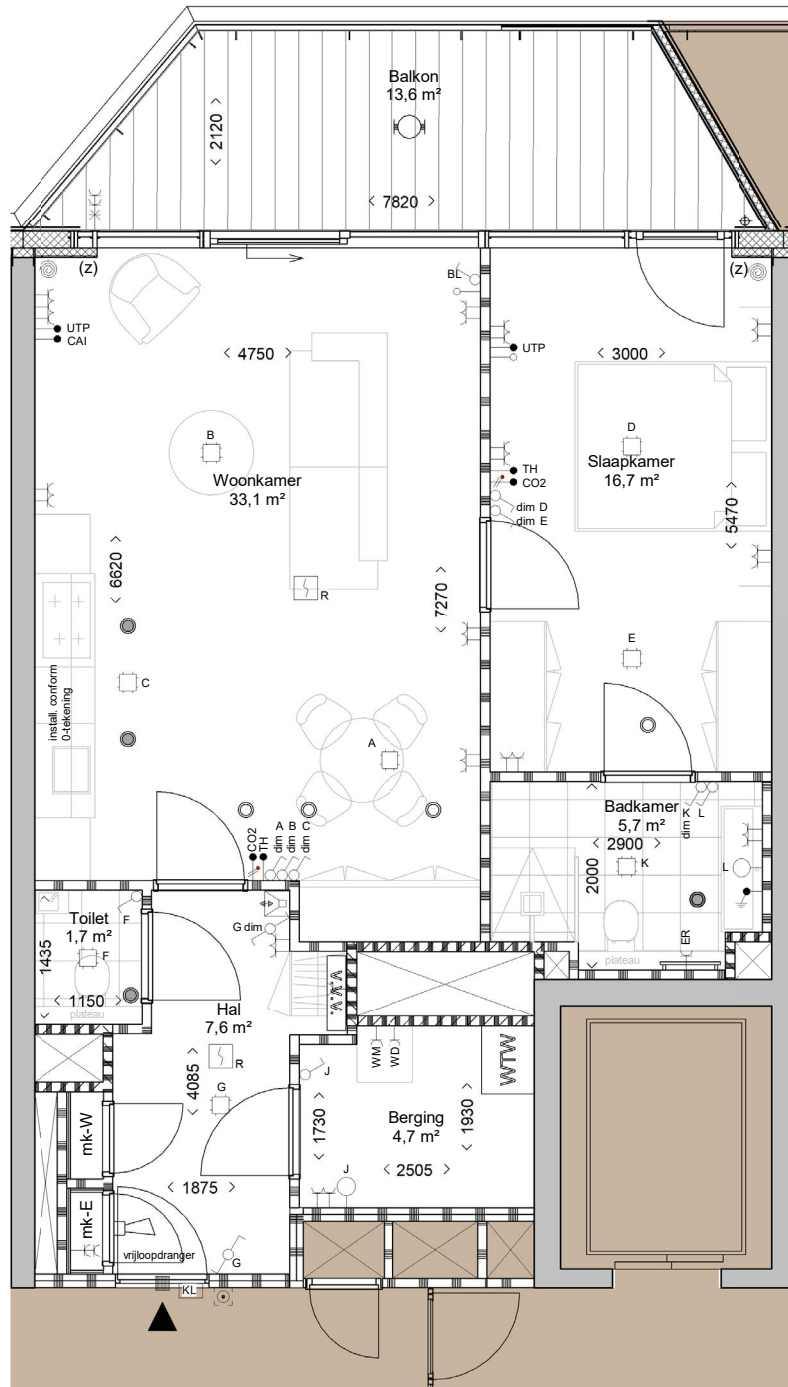 Balkon
13,6 m²
2120
7820
(z)
(z)
BL
UTP
CAI
UTP
4750
3000
B
D
Woonkamer
33,1 m²
Slaapkamer
16,7 m²
TH
CO2
dim D
dim E
5470
6620
7270
R
E
C
install. conform
0-tekening
A
CO2
TH
dim A
dim B
dim C
Badkamer
5,7 m²
dim K
L
2900
K
L
2000
ER
plateau
Toilet
1,7 m²
F
F
1435
1150
plateau
G dim
V.V.V.
Hal
7,6 m²
R
4085
G
WM
WD
WTW
J
Berging
4,7 m²
1730
1930
2505
J
mk-W
1875
mk-E
vrijloopdranger
G
KL